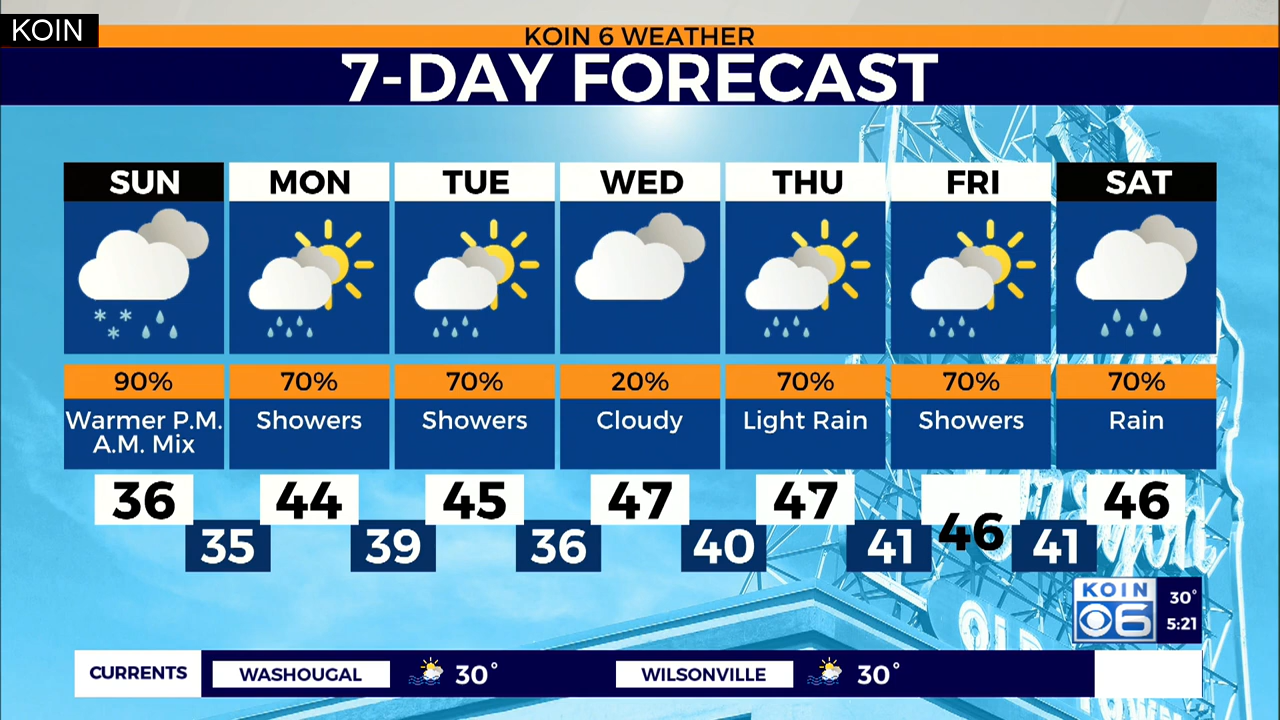 KOIN
KOIN 6 WEATHER
7-DAY FORECAST
SUN MON TUE WED THU FRI SAT
90% 70% 70% 20% 70% 70% 70%
Warmer P.M. Showers Showers Cloudy Light Rain Showers Rain
A.M. Mix
36 44 45 47 47 46 46
35 39 36 40 41 41
KOIN
6
30°
5:21
OLD
CURRENTS WASHOUGAL 30° WILSONVILLE 30°